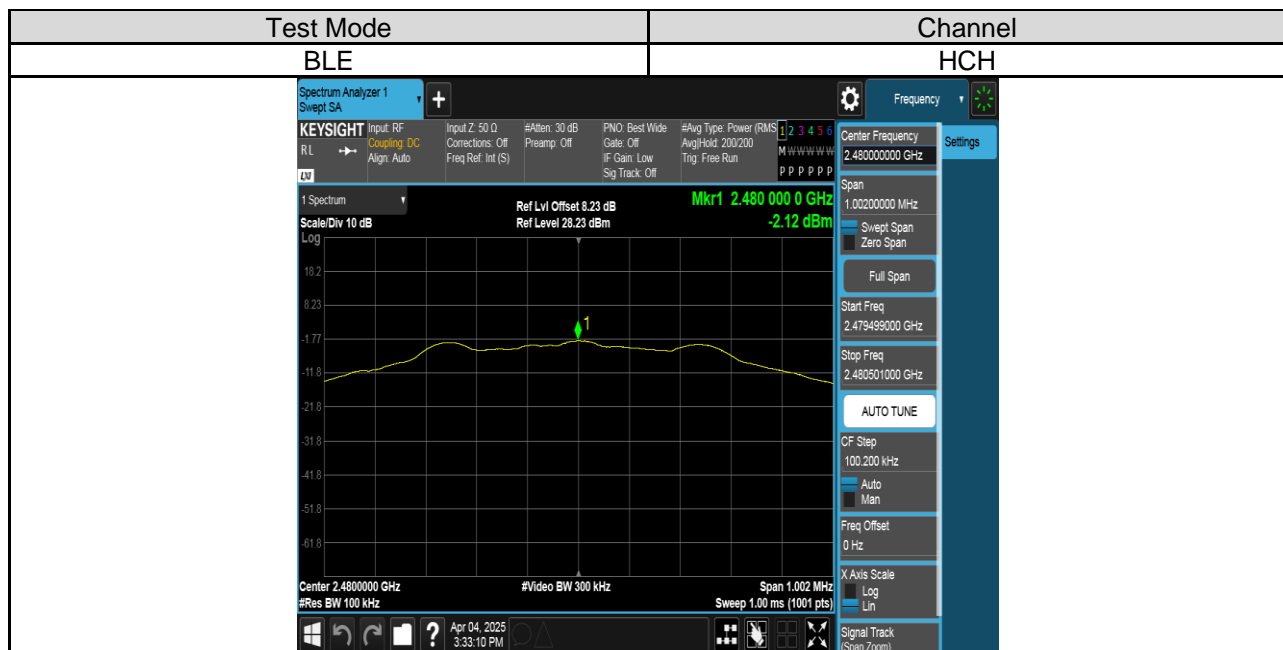 Test Mode Channel
BLE HCH
Spectrum Analyzer 1
Swept SA
+
Frequency
KEYSIGHT
RL
LXI
Input: RF
Coupling: DC
Align: Auto
Input Z: 50 Ω
Corrections: Off
Freq Ref: Int (S)
#Atten: 30 dB
Preamp: Off
PNO: Best Wide
Gate: Off
IF Gain: Low
Sig Track: Off
#Avg Type: Power (RMS
Avg|Hold: 200/200
Trig: Free Run
1 2 3 4 5 6
M W W W W W
P P P P P P
1 Spectrum
Scale/Div 10 dB
Log
Ref Lvl Offset 8.23 dB
Ref Level 28.23 dBm
Mkr1 2.480 000 0 GHz
-2.12 dBm
18.2
8.23
-1.77
-11.8
-21.8
-31.8
-41.8
-51.8
-61.8
1
Center 2.4800000 GHz
#Res BW 100 kHz
#Video BW 300 kHz
Span 1.002 MHz
Sweep 1.00 ms (1001 pts)
?
Apr 04, 2025
3:33:10 PM
Center Frequency
2.480000000 GHz
Settings
Span
1.00200000 MHz
Swept Span
Zero Span
Full Span
Start Freq
2.479499000 GHz
Stop Freq
2.480501000 GHz
AUTO TUNE
CF Step
100.200 kHz
Auto
Man
Freq Offset
0 Hz
X Axis Scale
Log
Lin
Signal Track
(Span Zoom)